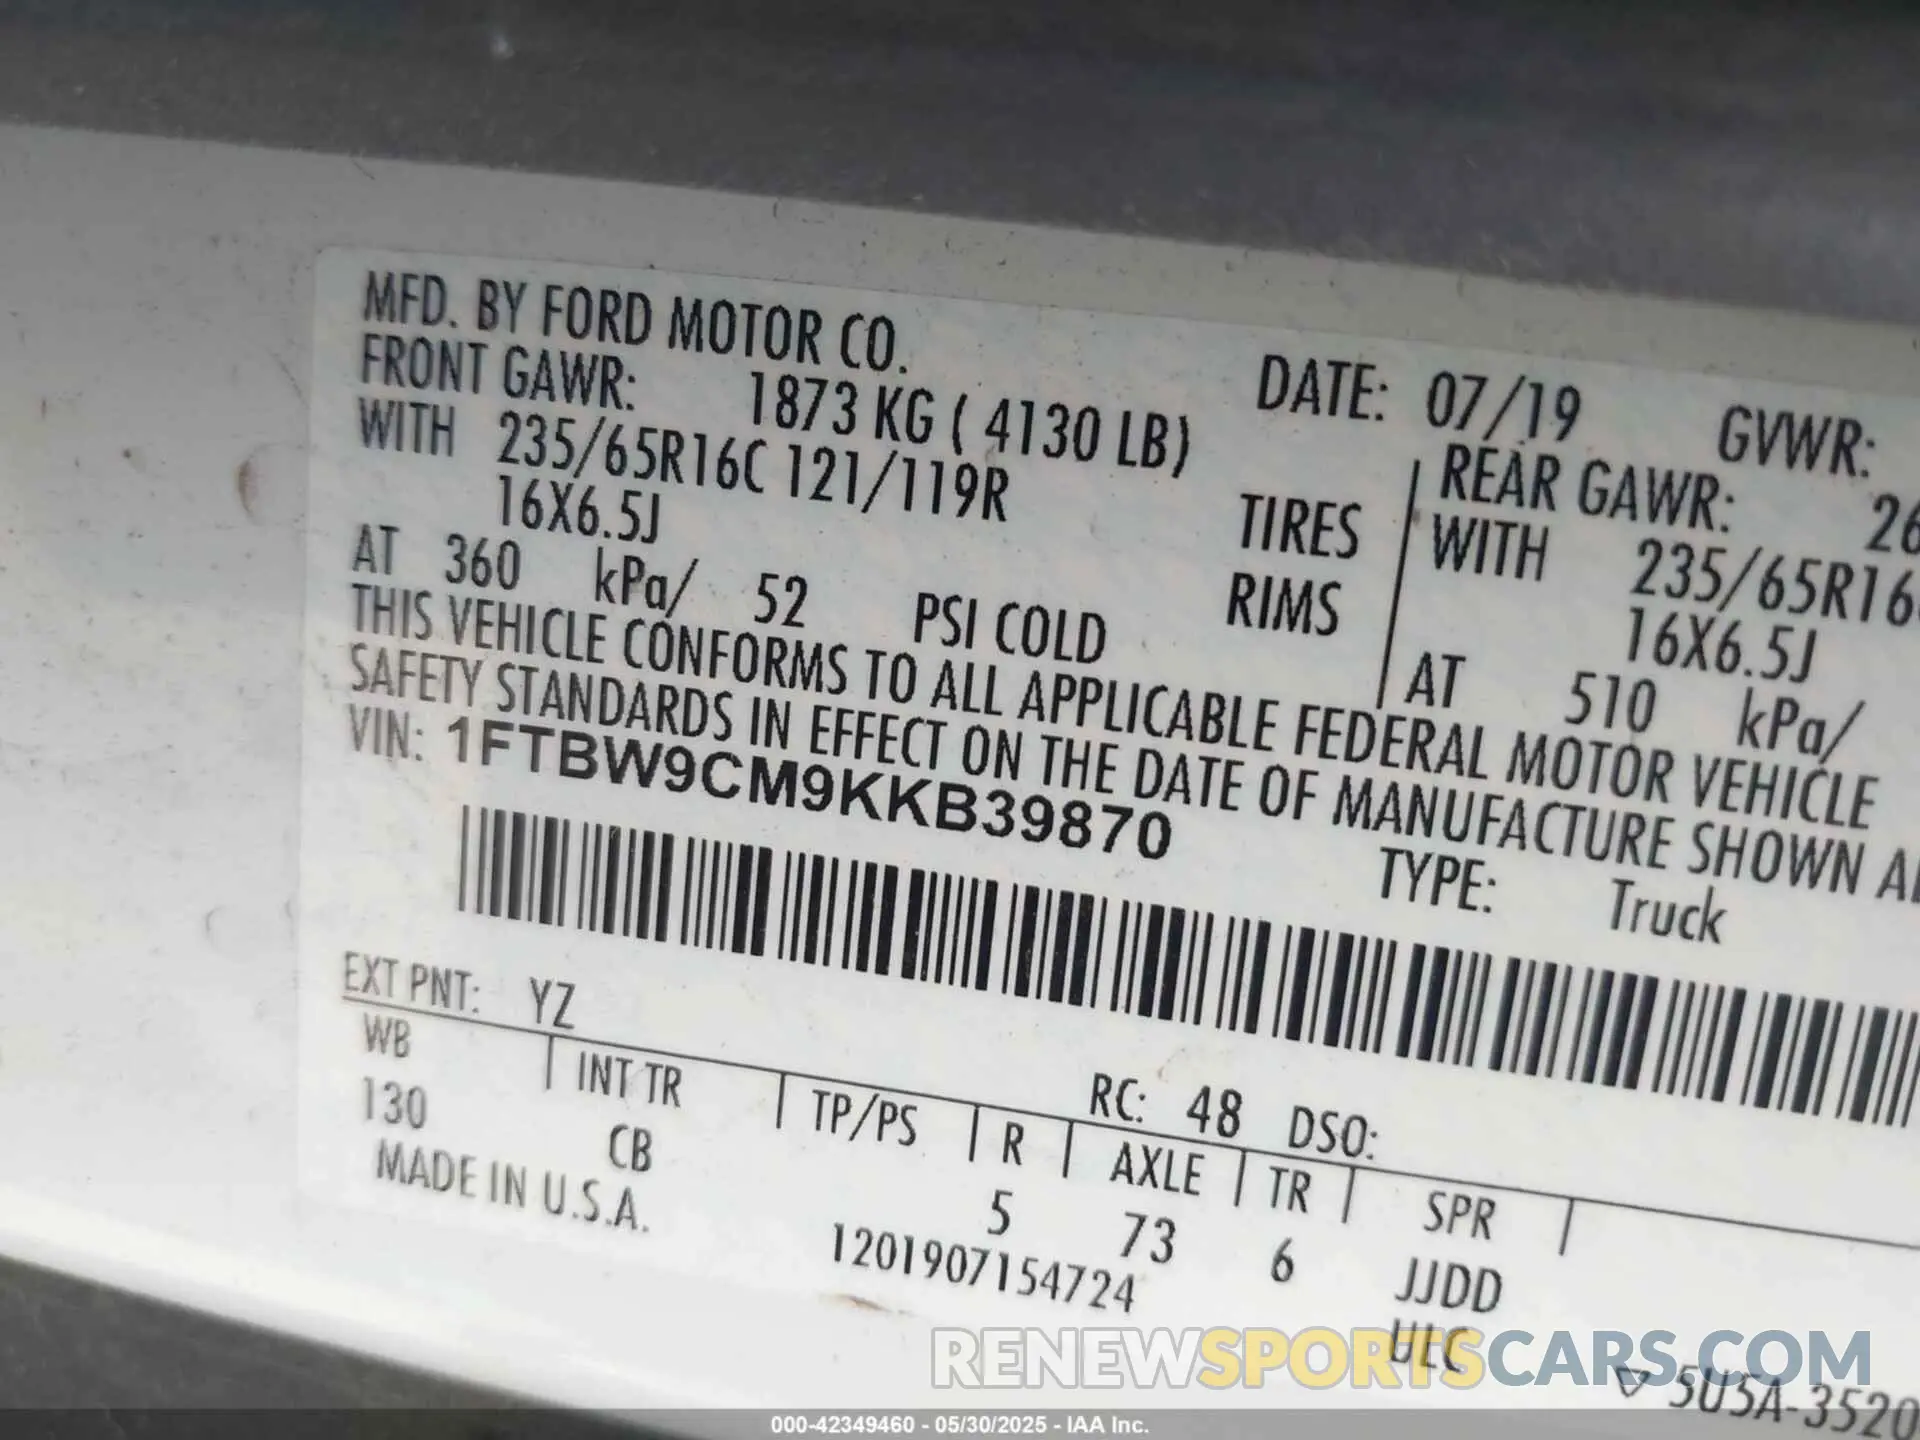 MFD. BY FORD MOTOR CO.
DATE: 07/19 GVWR:
FRONT GAWR: 1873 KG ( 4130 LB)
REAR GAWR: 26
WITH 235/65R16C 121/119R TIRES
WITH 235/65R16
16X6.5J RIMS
16X6.5J
AT 360 kPa/ 52 PSI COLD
AT 510 kPa/
THIS VEHICLE CONFORMS TO ALL APPLICABLE FEDERAL MOTOR VEHICLE
SAFETY STANDARDS IN EFFECT ON THE DATE OF MANUFACTURE SHOWN
VIN: 1FTBW9CM9KKB39870
TYPE: Truck
EXT PNT: YZ RC: 48 DSO:
WB INT TR TP/PS R AXLE TR SPR
130 CB 5 73 6 JJDD
MADE IN U.S.A. 1201907154724 ULC
5U5A-3520
RENEWSPORTSCARS.COM
000-42349460 - 05/30/2025 - IAA Inc.